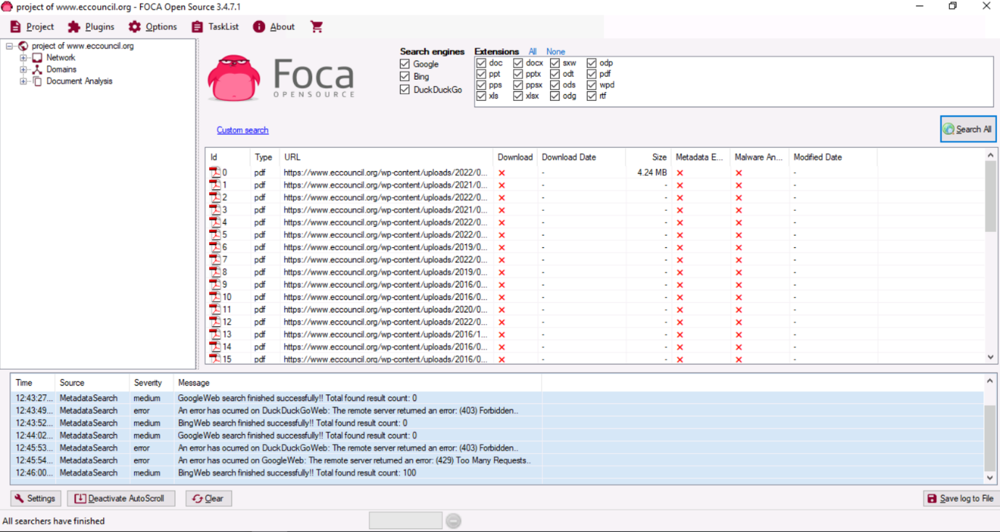 project of www.eccouncil.org - FOCA Open Source 3.4.7.1
Project Plugins Options TaskList About
project of www.eccouncil.org
Network
Domains
Document Analysis
Foca
OPENSOURCE
Search engines
Google
Bing
DuckDuckGo
Extensions All None
doc docx sxw odp
ppt pptx odt pdf
pps ppsx ods wpd
xls xlsx odg rtf
Custom search
Search All
Id Type URL Download Download Date Size Metadata E... Malware An... Modified Date
0 pdf https://www.eccouncil.org/wp-content/uploads/2022/0... - 4.24 MB -
1 pdf https://www.eccouncil.org/wp-content/uploads/2021/0... - - -
2 pdf https://www.eccouncil.org/wp-content/uploads/2022/0... - - -
3 pdf https://www.eccouncil.org/wp-content/uploads/2021/0... - - -
4 pdf https://www.eccouncil.org/wp-content/uploads/2022/0... - - -
5 pdf https://www.eccouncil.org/wp-content/uploads/2022/0... - - -
6 pdf https://www.eccouncil.org/wp-content/uploads/2019/0... - - -
7 pdf https://www.eccouncil.org/wp-content/uploads/2022/0... - - -
8 pdf https://www.eccouncil.org/wp-content/uploads/2019/0... - - -
9 pdf https://www.eccouncil.org/wp-content/uploads/2016/0... - - -
10 pdf https://www.eccouncil.org/wp-content/uploads/2016/0... - - -
11 pdf https://www.eccouncil.org/wp-content/uploads/2020/0... - - -
12 pdf https://www.eccouncil.org/wp-content/uploads/2022/0... - - -
13 pdf https://www.eccouncil.org/wp-content/uploads/2016/1... - - -
14 pdf https://www.eccouncil.org/wp-content/uploads/2016/0... - - -
15 pdf https://www.eccouncil.org/wp-content/uploads/2016/0... - - -
Time Source Severity Message
12:43:27... MetadataSearch medium GoogleWeb search finished successfully!! Total found result count: 0
12:43:49... MetadataSearch error An error has ocurred on DuckDuckGoWeb: The remote server returned an error: (403) Forbidden..
12:43:52... MetadataSearch medium BingWeb search finished successfully!! Total found result count: 0
12:44:02... MetadataSearch medium GoogleWeb search finished successfully!! Total found result count: 0
12:45:53... MetadataSearch error An error has ocurred on DuckDuckGoWeb: The remote server returned an error: (403) Forbidden..
12:45:54... MetadataSearch error An error has ocurred on GoogleWeb: The remote server returned an error: (429) Too Many Requests..
12:46:00... MetadataSearch medium BingWeb search finished successfully!! Total found result count: 100
Settings Deactivate AutoScroll Clear Save log to File
All searchers have finished